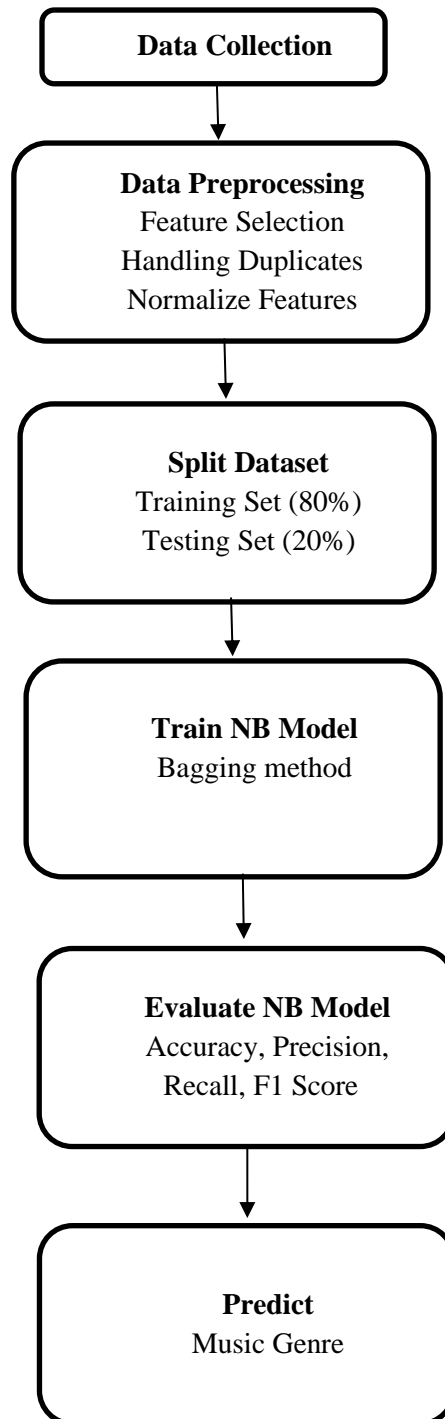 Data Collection
Data Preprocessing
Feature Selection
Handling Duplicates
Normalize Features
Split Dataset
Training Set (80%)
Testing Set (20%)
Train NB Model
Bagging method
Evaluate NB Model
Accuracy, Precision,
Recall, F1 Score
Predict
Music Genre